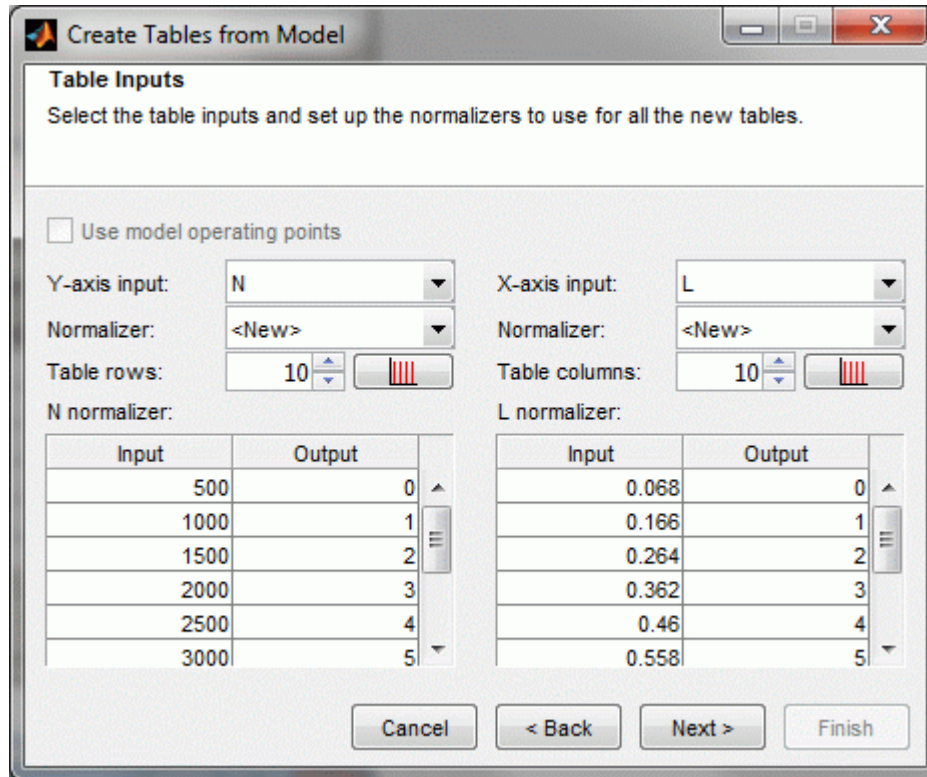 Create Tables from Model
Table Inputs
Select the table inputs and set up the normalizers to use for all the new tables.
Use model operating points
Y-axis input: N X-axis input: L
Normalizer: <New> Normalizer: <New>
Table rows: 10 Table columns: 10
N normalizer: L normalizer:
Input Output Input Output
500 0 0.068 0
1000 1 0.166 1
1500 2 0.264 2
2000 3 0.362 3
2500 4 0.46 4
3000 5 0.558 5
Cancel < Back Next > Finish